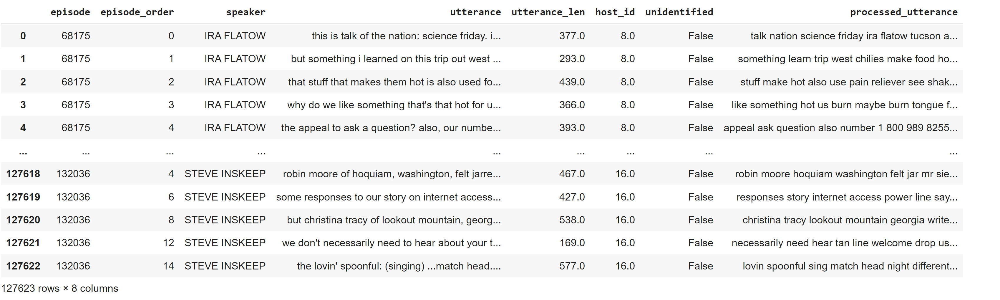 episode episode_order speaker utterance utterance_len host_id unidentified processed_utterance
0 68175 0 IRA FLATOW this is talk of the nation: science friday. i... 377.0 8.0 False talk nation science friday ira flatow tucson a...
1 68175 1 IRA FLATOW but something i learned on this trip out west ... 293.0 8.0 False something learn trip west chilies make food ho...
2 68175 2 IRA FLATOW that stuff that makes them hot is also used fo... 439.0 8.0 False stuff make hot also use pain reliever see shak...
3 68175 3 IRA FLATOW why do we like something that's that hot for u... 366.0 8.0 False like something hot us burn maybe burn tongue f...
4 68175 4 IRA FLATOW the appeal to ask a question? also, our numbe... 393.0 8.0 False appeal ask question also number 1 800 989 8255...
... ... ... ... ... ... ... ... ...
127618 132036 4 STEVE INSKEEP robin moore of hoquiam, washington, felt jarre... 467.0 16.0 False robin moore hoquiam washington felt jar mr sie...
127619 132036 6 STEVE INSKEEP some responses to our story on internet access... 427.0 16.0 False responses story internet access power line say...
127620 132036 8 STEVE INSKEEP but christina tracy of lookout mountain, georg... 538.0 16.0 False christina tracy lookout mountain georgia write...
127621 132036 12 STEVE INSKEEP we don't necessarily need to hear about your t... 169.0 16.0 False necessarily need hear tan line welcome drop us...
127622 132036 14 STEVE INSKEEP the lovin' spoonful: (singing) ...match head.... 577.0 16.0 False lovin spoonful sing match head night different...
127623 rows × 8 columns